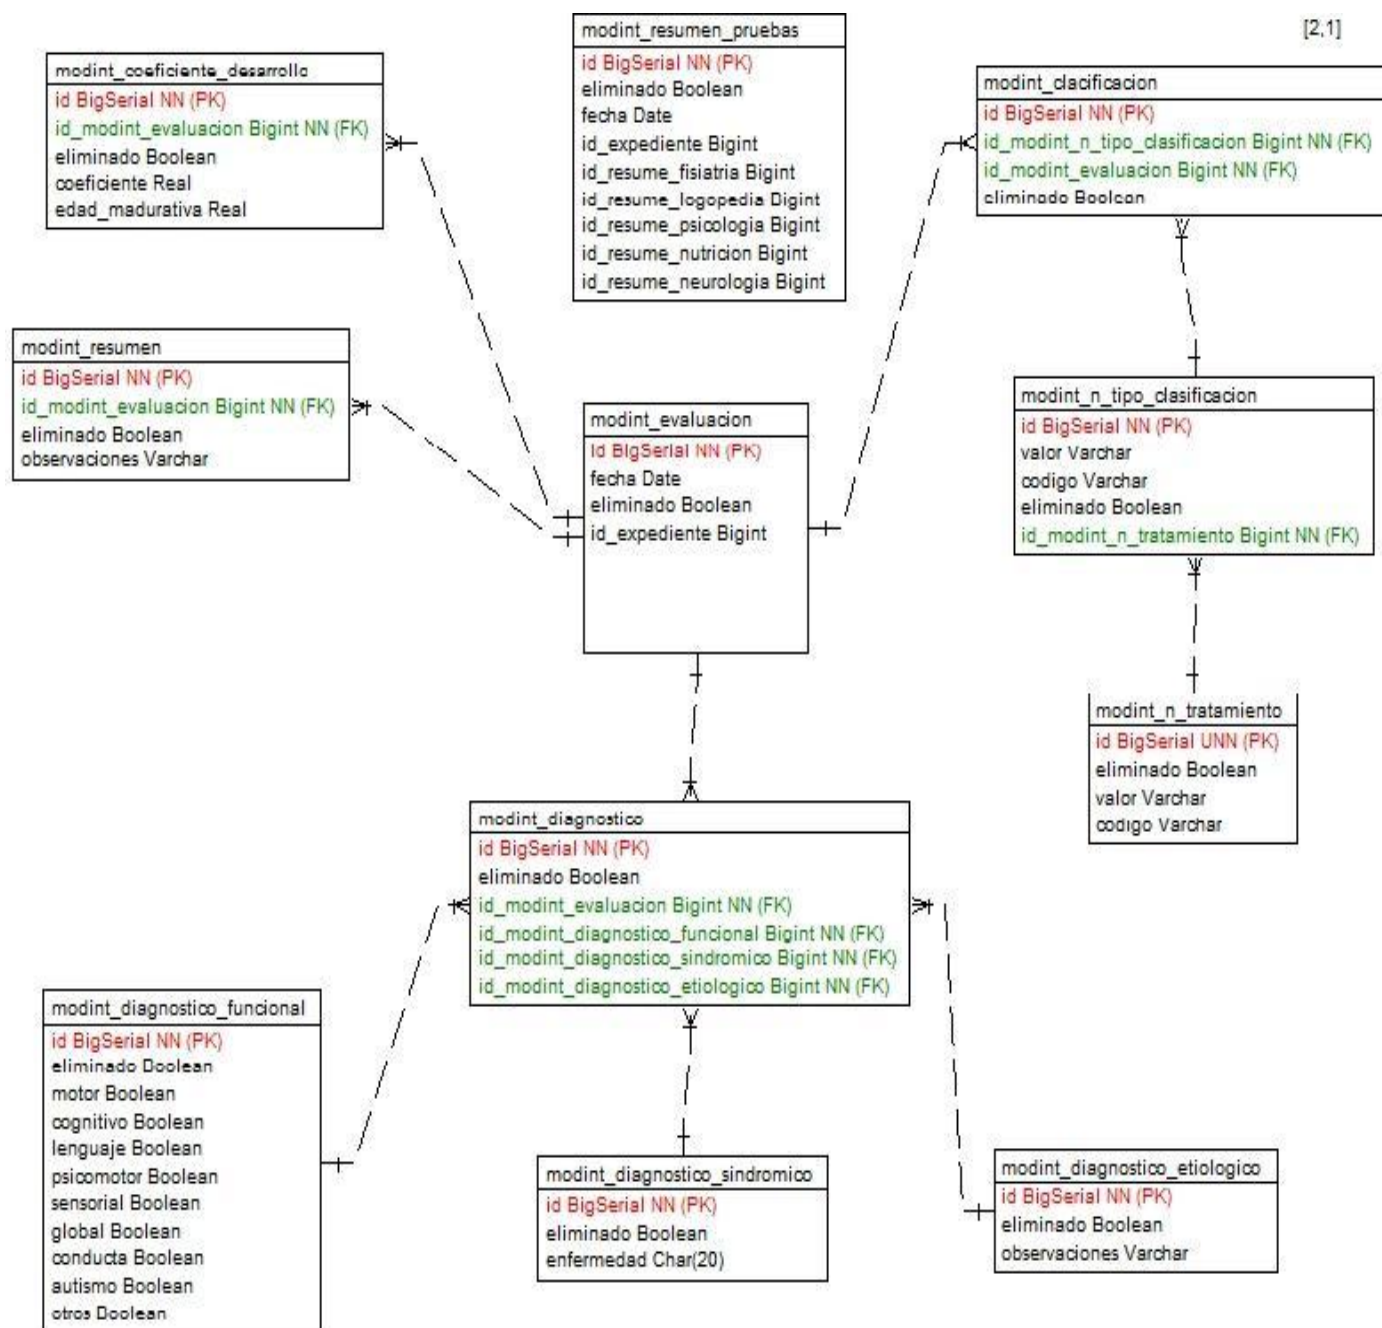 [2,1]
modint_resumen_pruebas
id BigSerial NN (PK)
eliminado Boolean
fecha Date
id_expediente Bigint
id_resume_fisiatria Bigint
id_resume_logopedia Digint
id_resume_psicologia Bigint
id_resume_nutricion Bigint
id_resume_neurologia Bigint
modint_coeficiente_desarrollo
id BigSerial NN (PK)
id_modint_evaluacion Bigint NN (FK)
eliminado Boolean
coeficiente Real
edad_madurativa Real
modint_clacificacion
id BigSerial NN (PK)
id_modint_n_tipo_clasificacion Bigint NN (FK)
id_modint_evaluacion Bigint NN (FK)
eliminado Boolean
modint_resumen
id BigSerial NN (PK)
id_modint_evaluacion Bigint NN (FK)
eliminado Boolean
observaciones Varchar
modint_evaluacion
id BigSerial NN (PK)
fecha Date
eliminado Boolean
id_expediente Bigint
modint_n_tipo_clasificacion
id BigSerial NN (PK)
valor Varchar
codigo Varchar
eliminado Boolean
id_modint_n_tratamiento Bigint NN (FK)
modint_n_tratamiento
id BigSerial UNN (PK)
eliminado Boolean
valor Varchar
codigo Varchar
modint_diagnostico
id BigSerial NN (PK)
eliminado Boolean
id_modint_evaluacion Bigint NN (FK)
id_modint_diagnostico_funcional Bigint NN (FK)
id_modint_diagnostico_sindromico Bigint NN (FK)
id_modint_diagnostico_etiologico Bigint NN (FK)
modint_diagnostico_funcional
id BigSerial NN (PK)
eliminado Doolean
motor Boolean
cognitivo Boolean
lenguaje Boolean
psicomotor Boolean
sensorial Boolean
global Boolean
conducta Boolean
autismo Boolean
otros Doolean
modint_diagnostico_sindromico
id BigSerial NN (PK)
eliminado Boolean
enfermedad Char(20)
modint_diagnostico_etiologico
id BigSerial NN (PK)
eliminado Boolean
observaciones Varchar